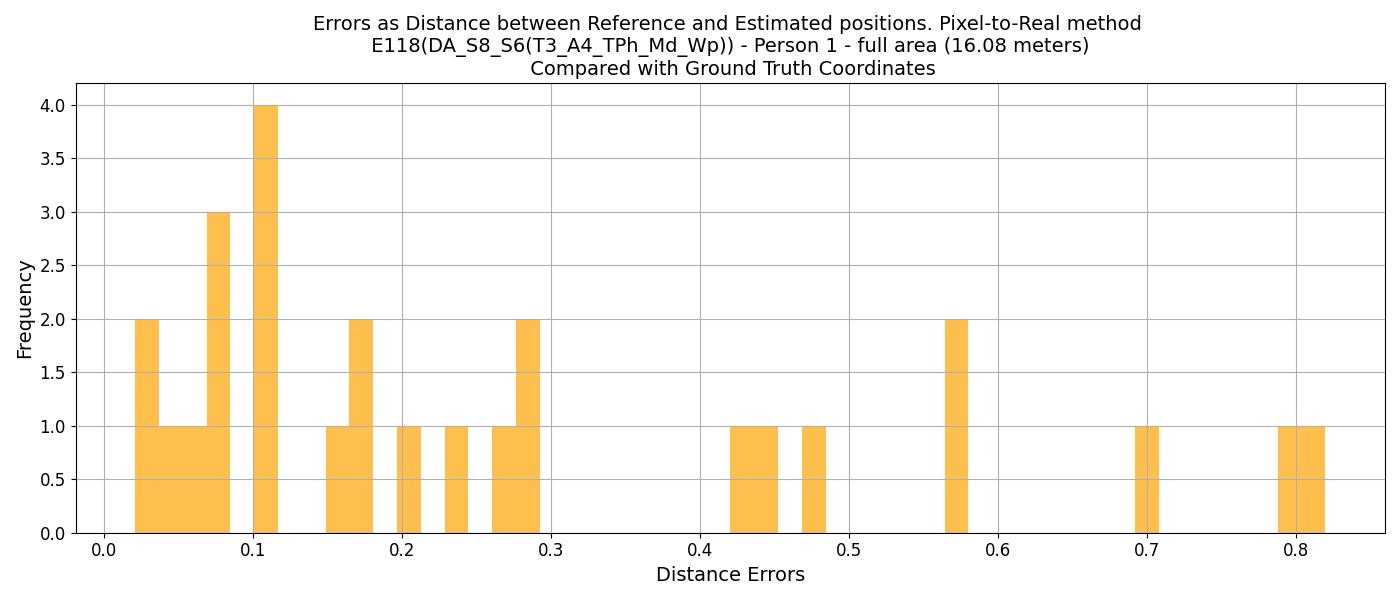 Errors as Distance between Reference and Estimated positions. Pixel-to-Real method
E118(DA_S8_S6(T3_A4_TPh_Md_Wp)) - Person 1 - full area (16.08 meters)
Compared with Ground Truth Coordinates
4.0
3.5
3.0
2.5
2.0
1.5
1.0
0.5
0.0
Frequency
0.0 0.1 0.2 0.3 0.4 0.5 0.6 0.7 0.8
Distance Errors